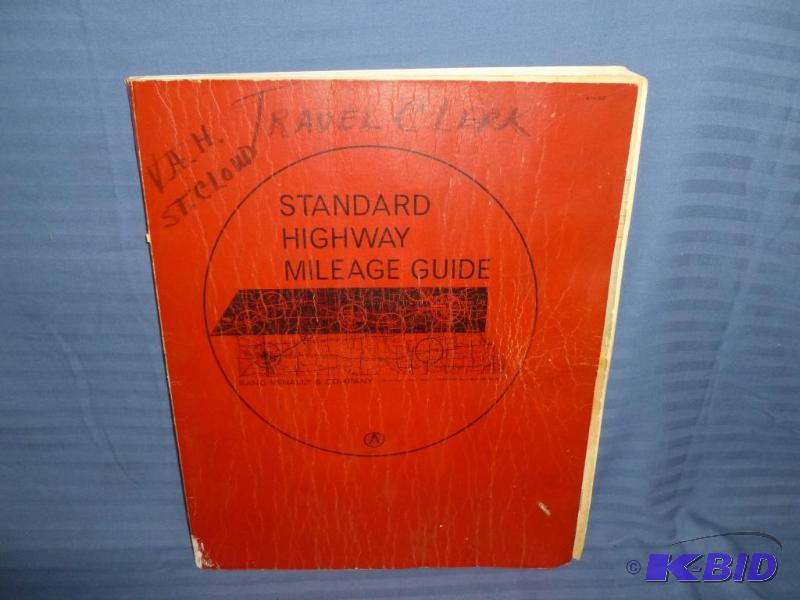 TRAVEL CLERK
V.A.H.
ST. CLOUD
STANDARD
HIGHWAY
MILEAGE GUIDE
RAND MCNALLY & COMPANY
© K-BID